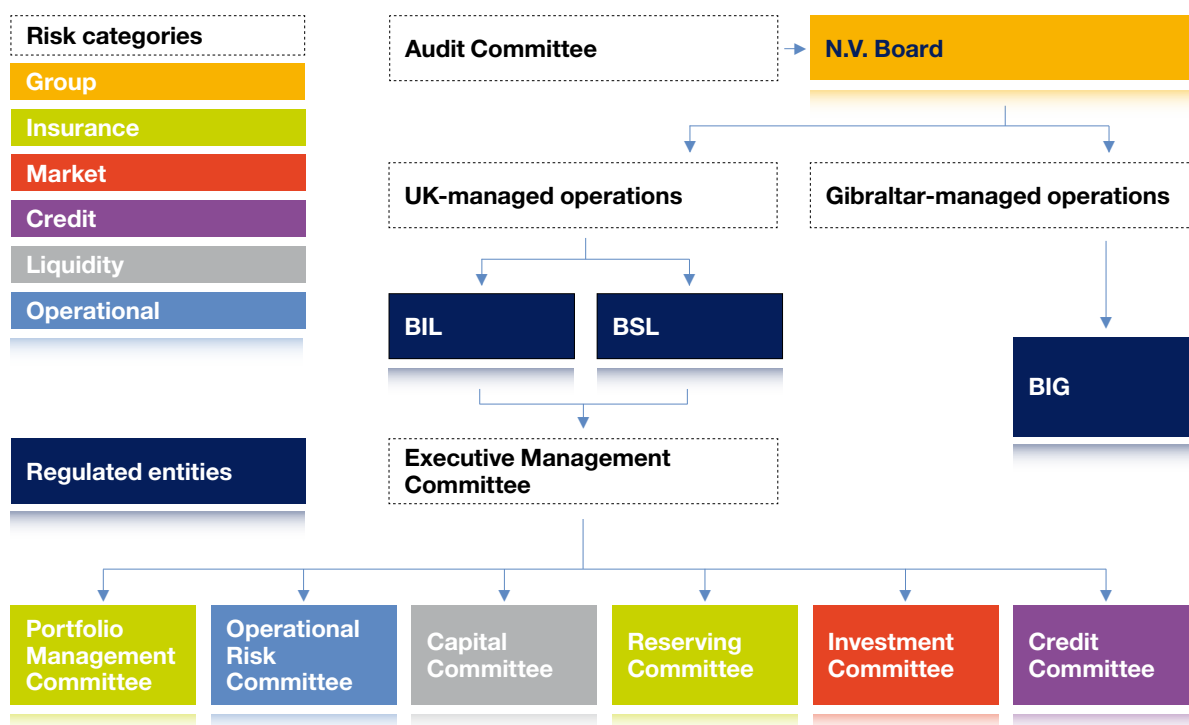 Risk categories
Group
Insurance
Market
Credit
Liquidity
Operational
Regulated entities
Audit Committee
N.V. Board
UK-managed operations
Gibraltar-managed operations
BIL
BSL
BIG
Executive Management
Committee
Portfolio
Management
Committee
Operational
Risk
Committee
Capital
Committee
Reserving
Committee
Investment
Committee
Credit
Committee